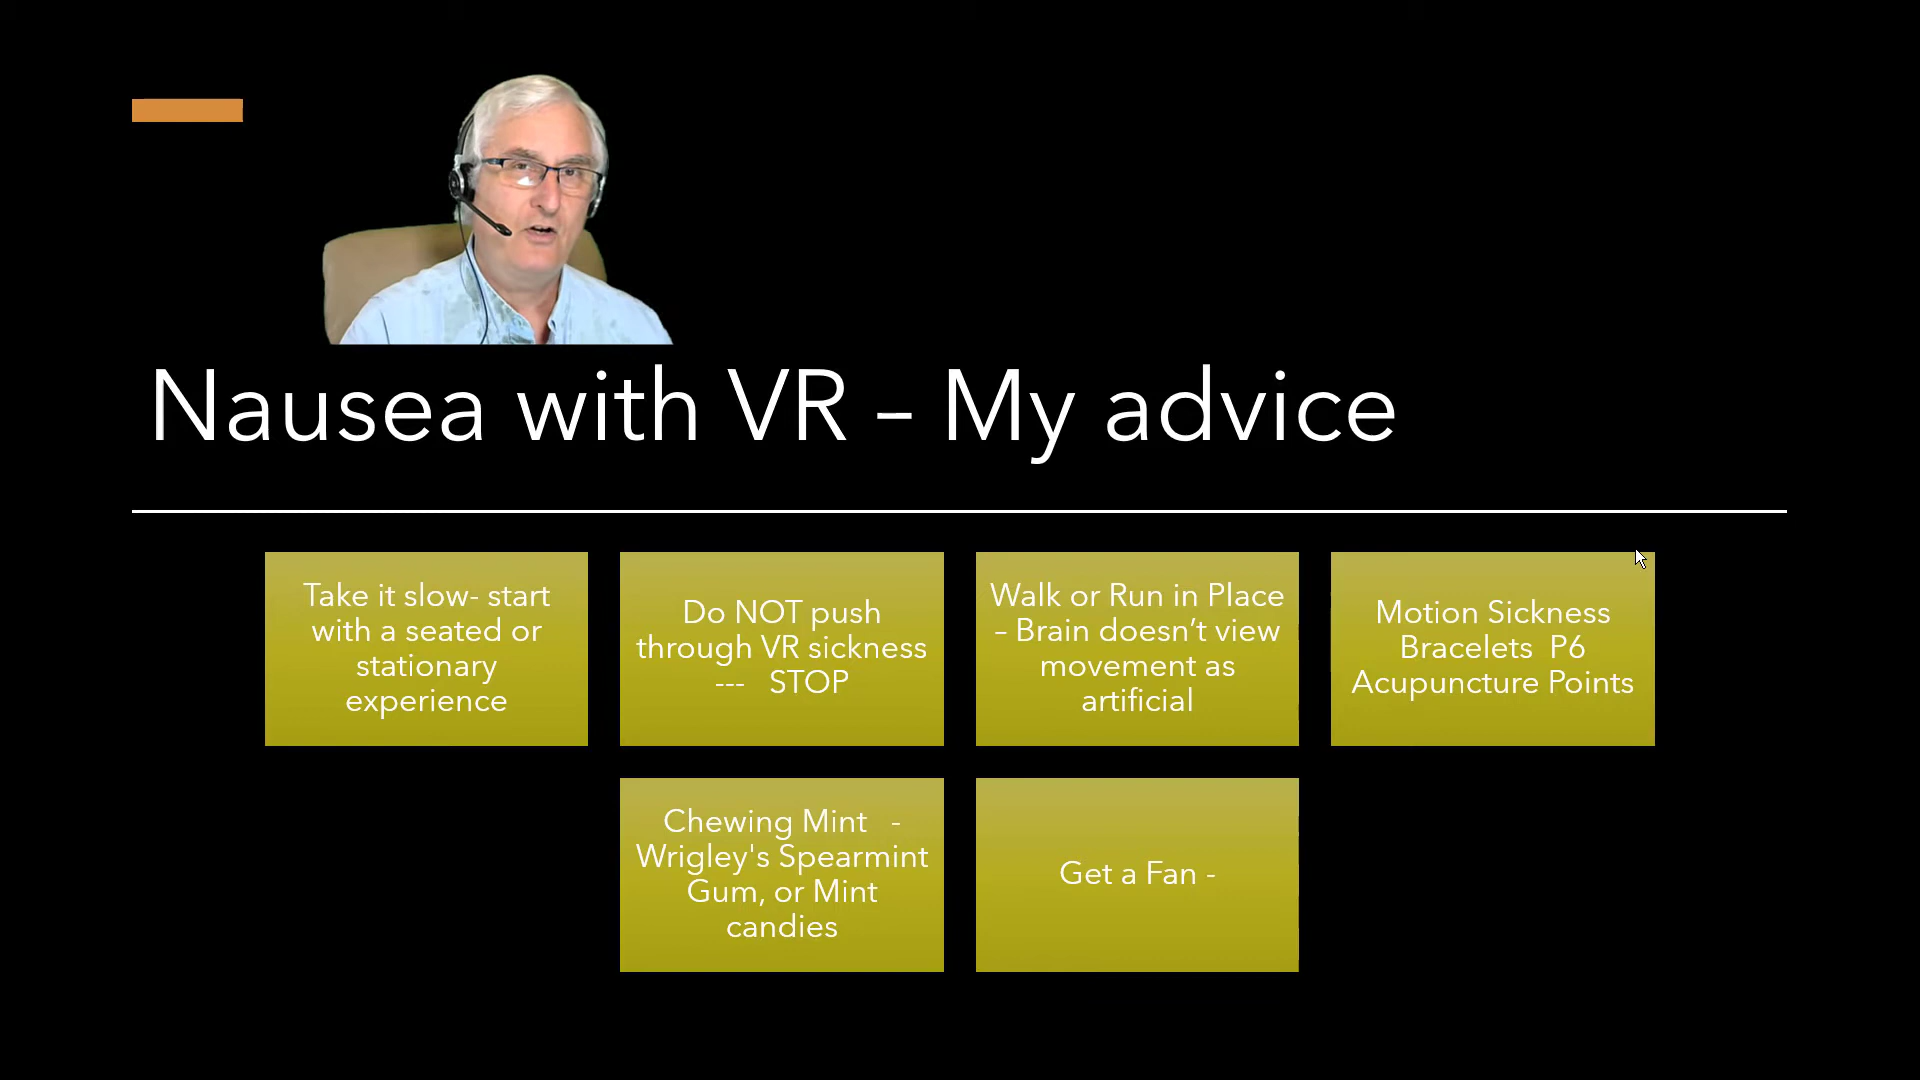 Nausea with VR – My advice
Take it slow- start
with a seated or
stationary
experience
Do NOT push
through VR sickness
--- STOP
Walk or Run in Place
– Brain doesn’t view
movement as
artificial
Motion Sickness
Bracelets  P6
Acupuncture Points
Chewing Mint   -
Wrigley's Spearmint
Gum, or Mint
candies
Get a Fan -